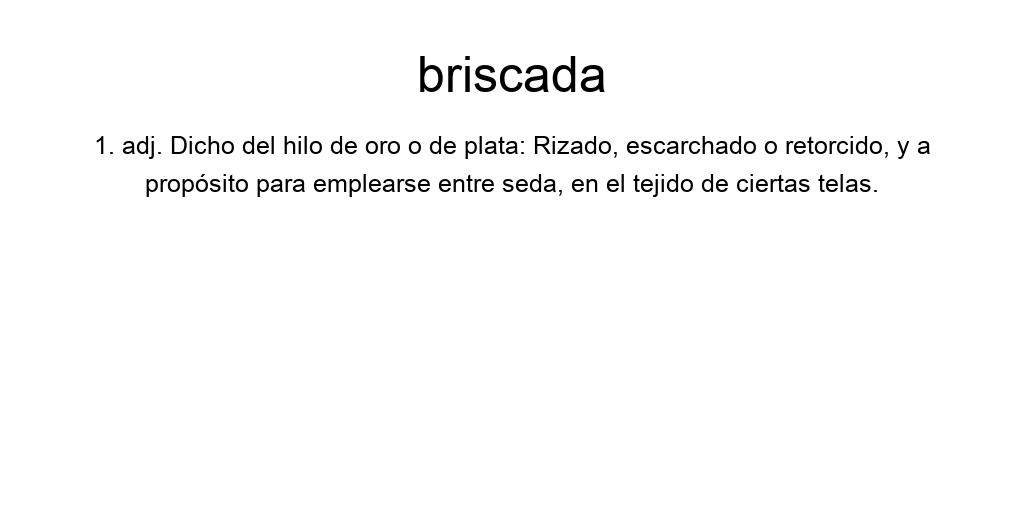 briscada
1. adj. Dicho del hilo de oro o de plata: Rizado, escarchado o retorcido, y a
propósito para emplearse entre seda, en el tejido de ciertas telas.